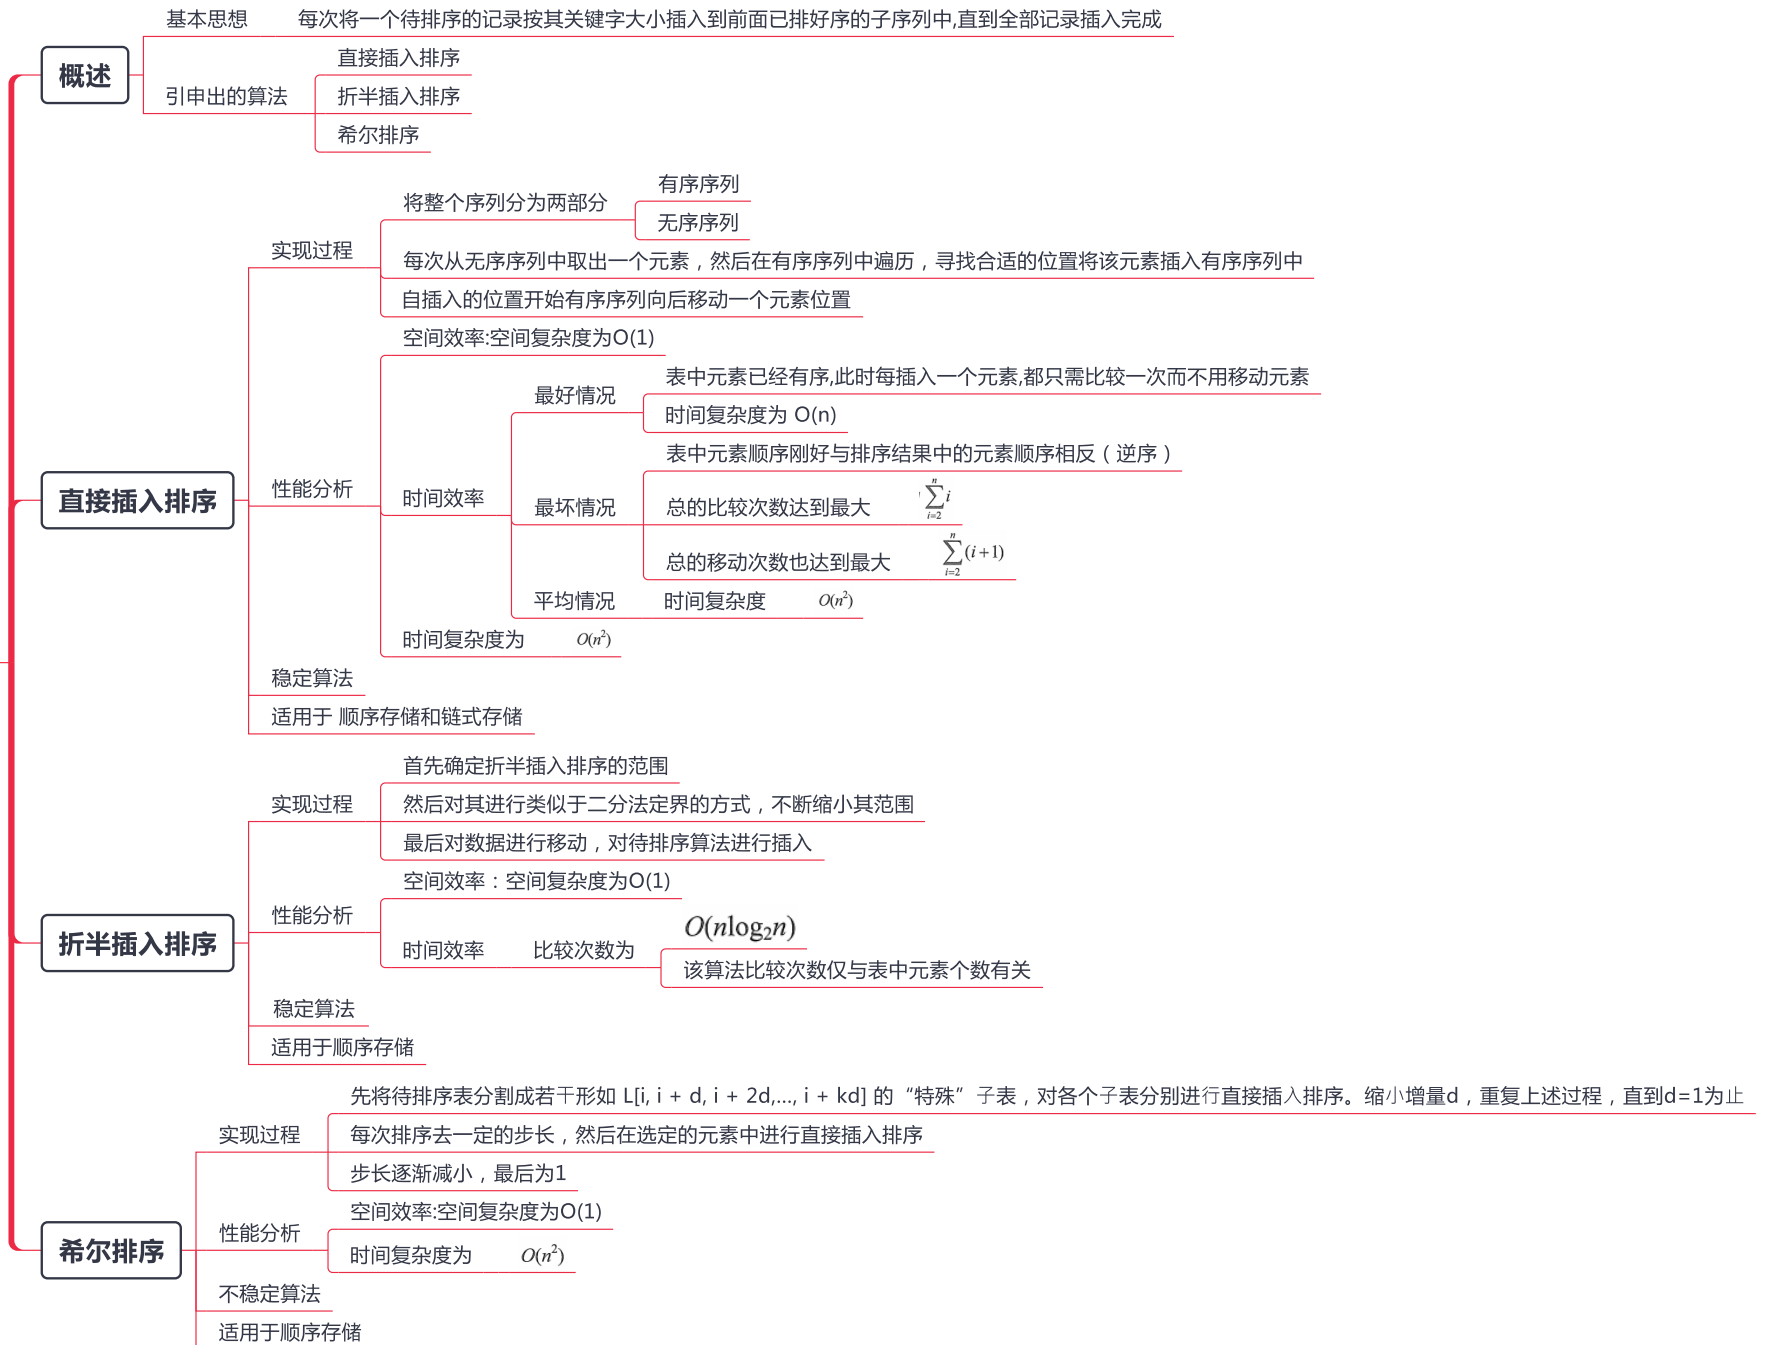 概述
基本思想
每次将一个待排序的记录按其关键字大小插入到前面已排好序的子序列中,直到全部记录插入完成
引申出的算法
直接插入排序
折半插入排序
希尔排序
直接插入排序
实现过程
将整个序列分为两部分
有序序列
无序序列
每次从无序序列中取出一个元素，然后在有序序列中遍历，寻找合适的位置将该元素插入有序序列中
自插入的位置开始有序序列向后移动一个元素位置
性能分析
空间效率:空间复杂度为O(1)
时间效率
最好情况
表中元素已经有序,此时每插入一个元素,都只需比较一次而不用移动元素
时间复杂度为 O(n)
最坏情况
表中元素顺序刚好与排序结果中的元素顺序相反（逆序）
总的比较次数达到最大 ∑_{i=2}^{n} i
总的移动次数也达到最大 ∑_{i=2}^{n} (i+1)
平均情况 时间复杂度 O(n²)
时间复杂度为 O(n²)
稳定算法
适用于 顺序存储和链式存储
折半插入排序
实现过程
首先确定折半插入排序的范围
然后对其进行类似于二分法定界的方式，不断缩小其范围
最后对数据进行移动，对待排序算法进行插入
性能分析
空间效率：空间复杂度为O(1)
时间效率
比较次数为
O(nlog₂n)
该算法比较次数仅与表中元素个数有关
稳定算法
适用于顺序存储
希尔排序
实现过程
先将待排序表分割成若干形如 L[i, i + d, i + 2d,..., i + kd] 的“特殊”子表，对各个子表分别进行直接插入排序。缩小增量d，重复上述过程，直到d=1为止
每次排序去一定的步长，然后在选定的元素中进行直接插入排序
步长逐渐减小，最后为1
性能分析
空间效率:空间复杂度为O(1)
时间复杂度为 O(n²)
不稳定算法
适用于顺序存储